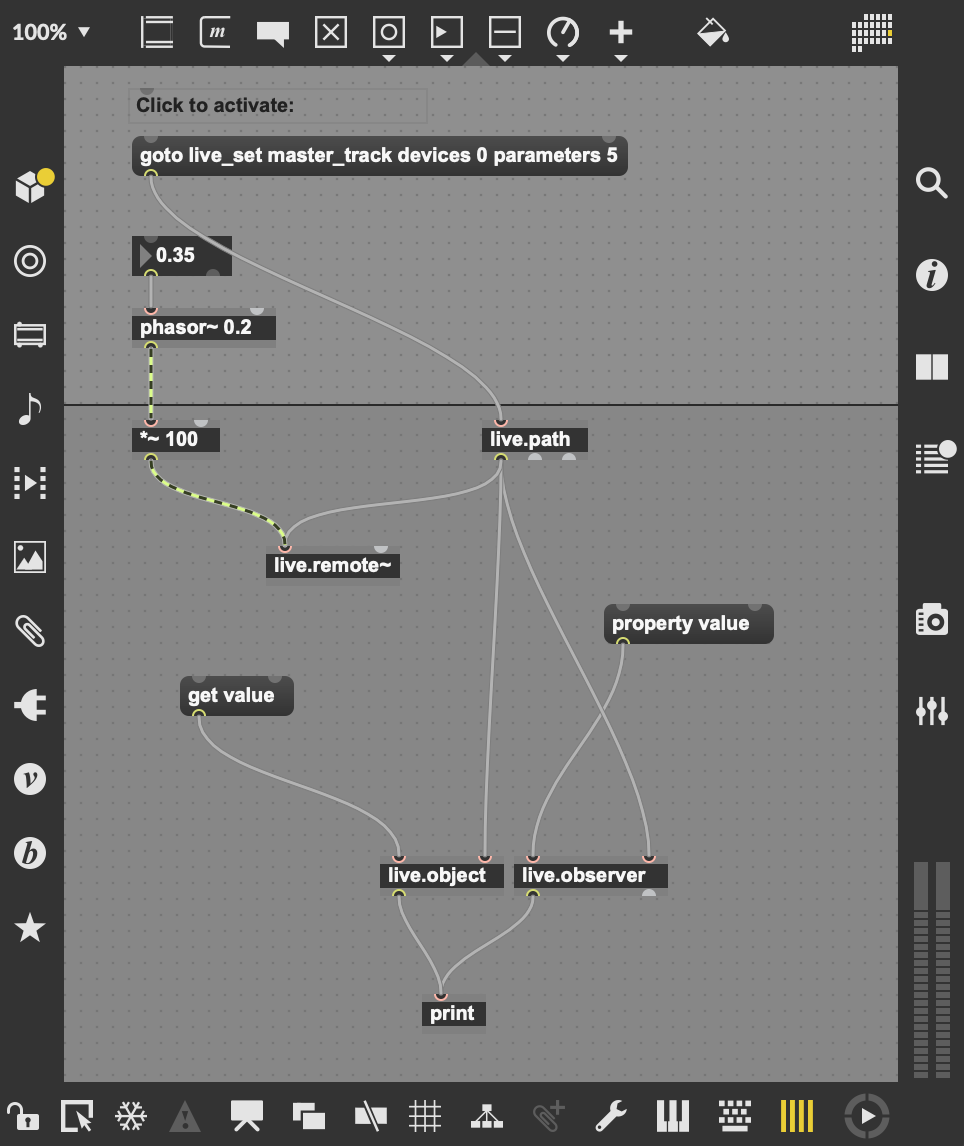 100%
m
Click to activate:
goto live_set master_track devices 0 parameters 5
0.35
phasor~ 0.2
*~ 100
live.path
live.remote~
property value
get value
live.object
live.observer
print
i
v
b